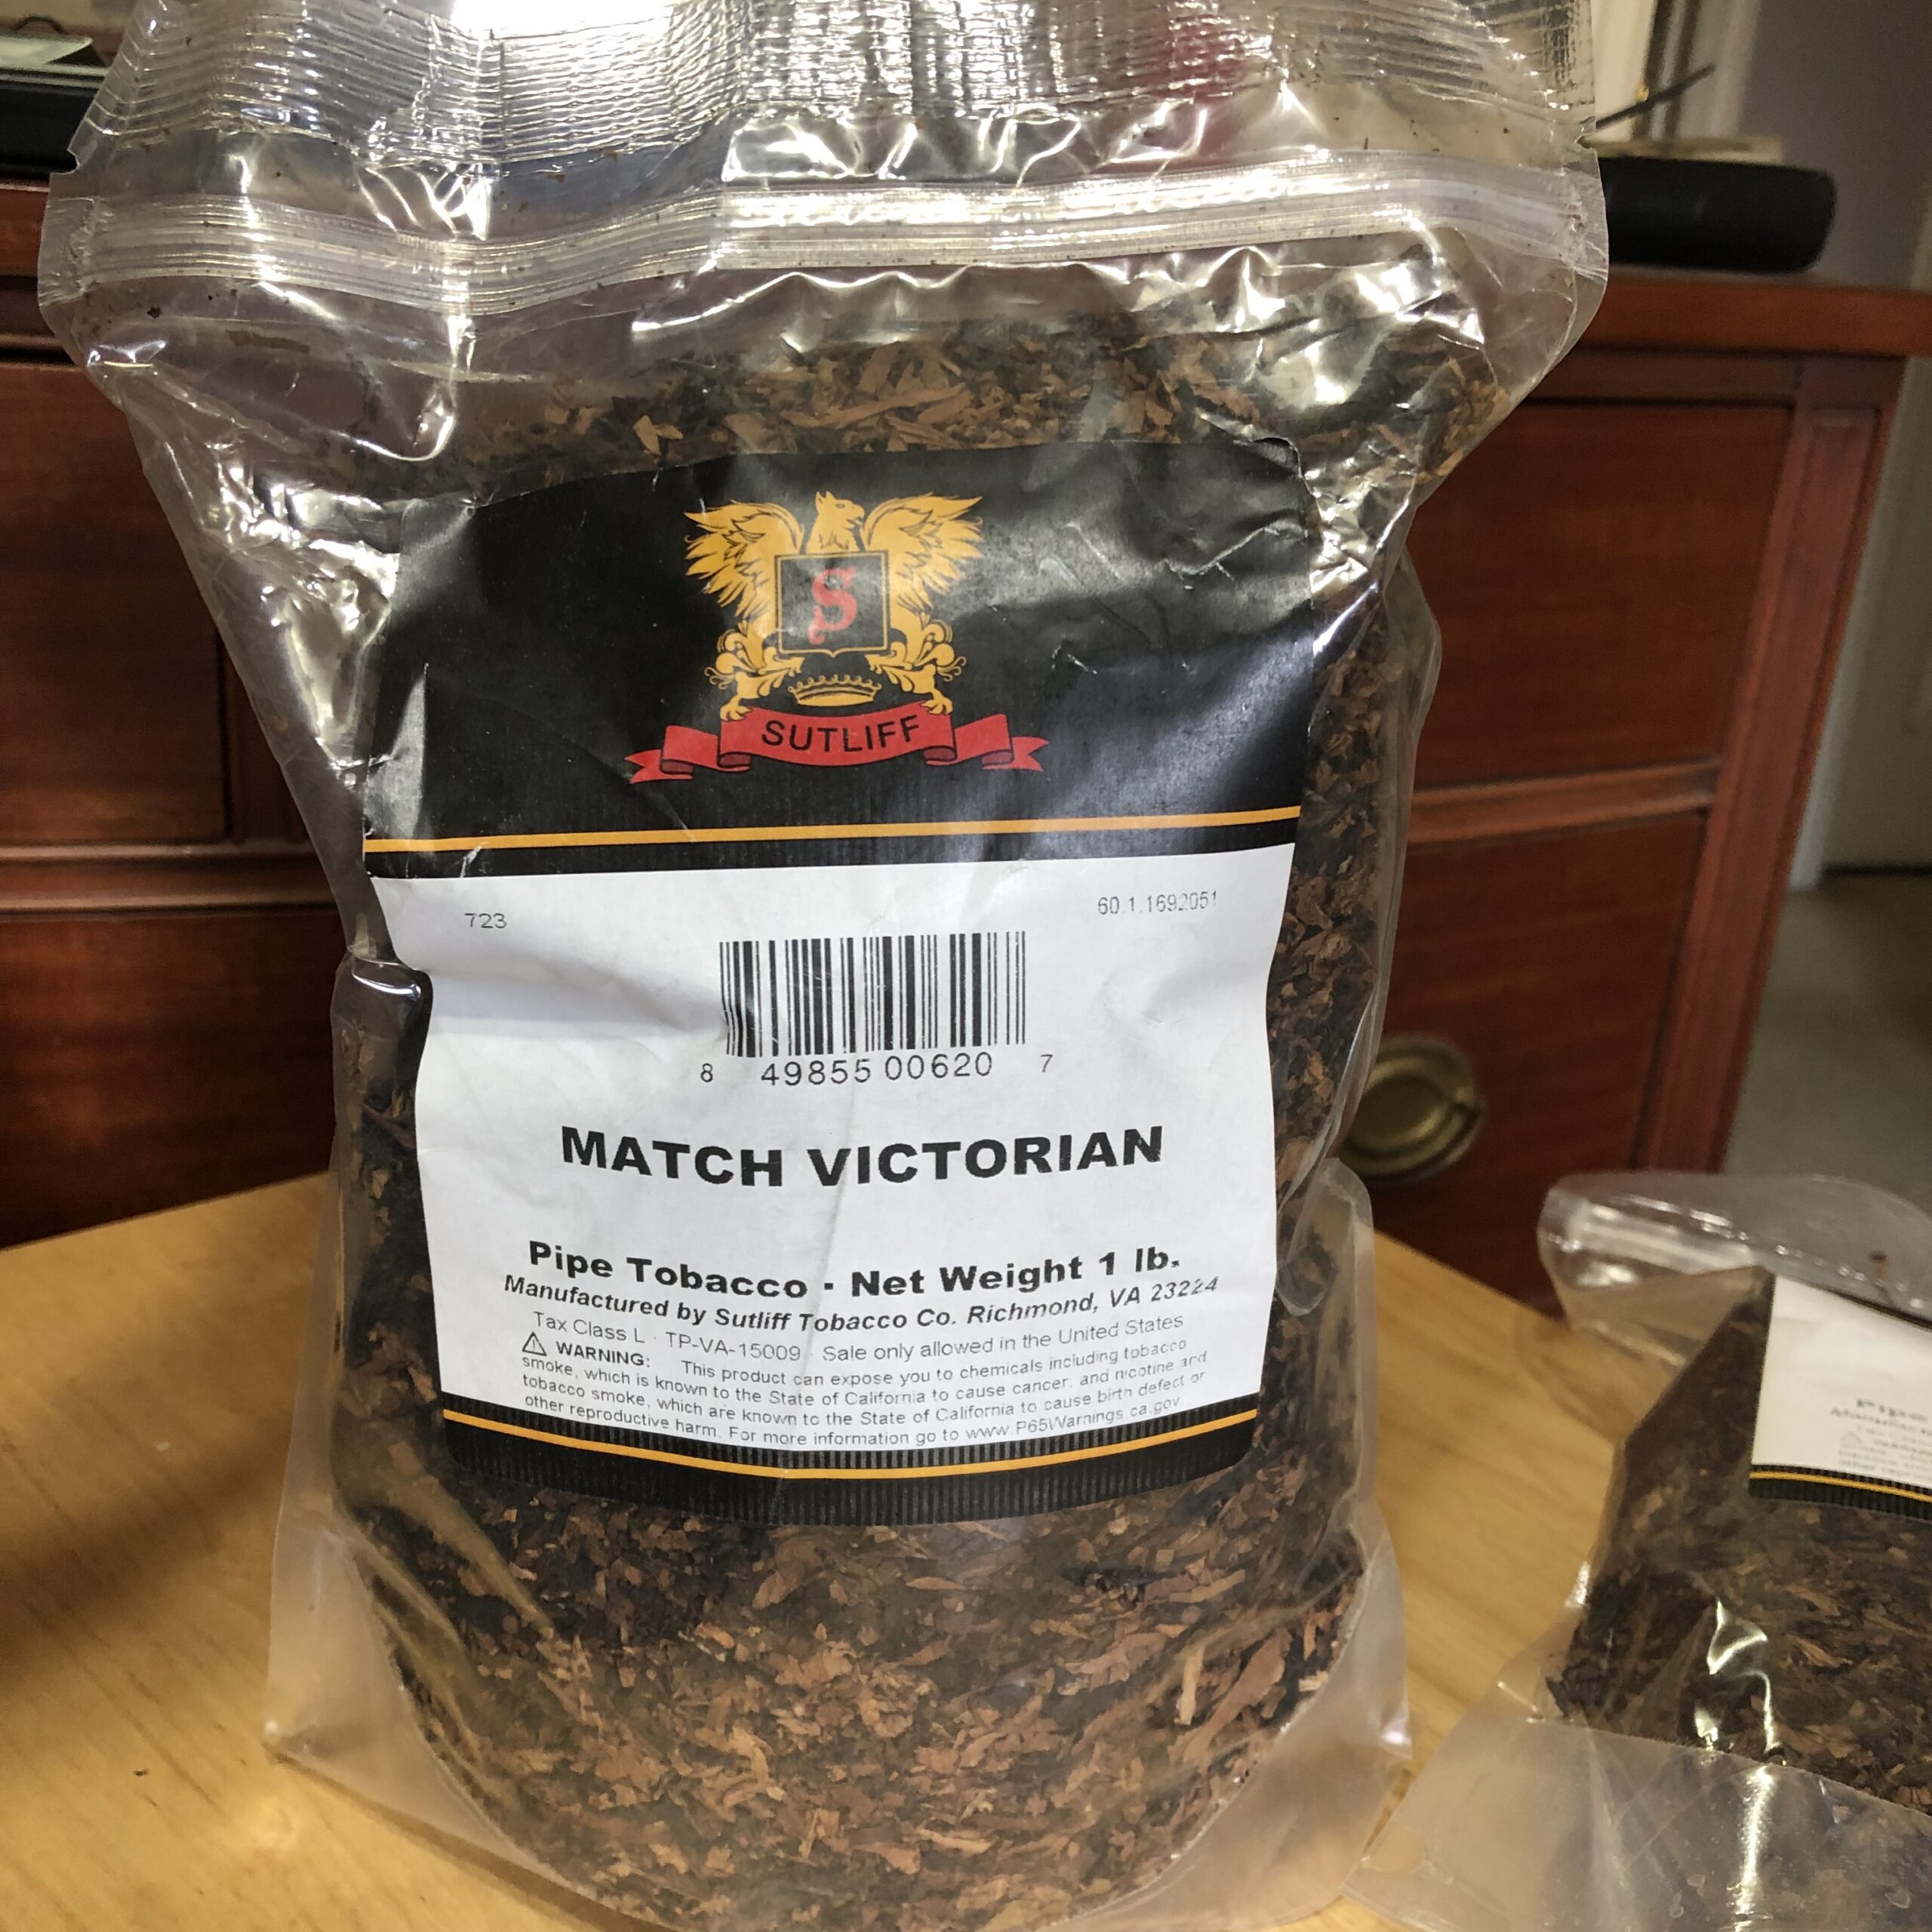 S
SUTLIFF
723
60.1.1692051
8 49855 00620 7
MATCH VICTORIAN
Pipe Tobacco · Net Weight 1 lb.
Manufactured by Sutliff Tobacco Co. Richmond, VA 23224
Tax Class L · TP-VA-15009 · Sale only allowed in the United States
WARNING: This product can expose you to chemicals including tobacco
smoke, which is known to the State of California to cause cancer, and nicotine and
tobacco smoke, which are known to the State of California to cause birth defect or
other reproductive harm. For more information go to www.P65Warnings.ca.gov